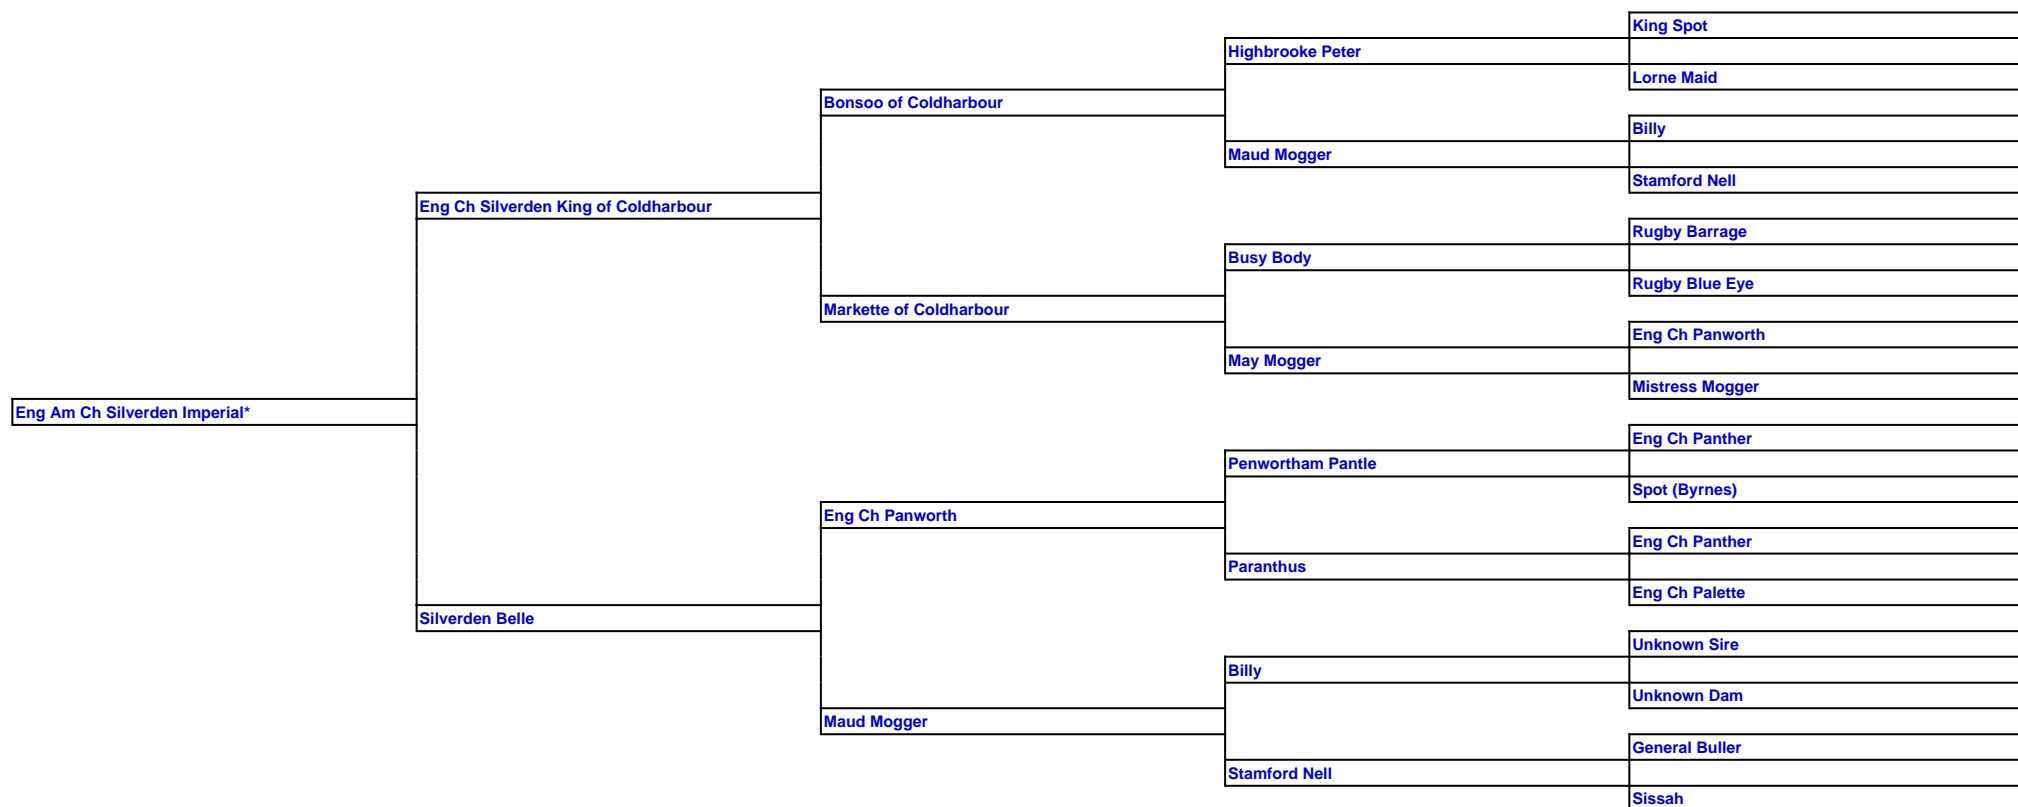 King Spot
Highbrooke Peter
Lorne Maid
Bonsoo of Coldharbour
Billy
Maud Mogger
Stamford Nell
Eng Ch Silverden King of Coldharbour
Rugby Barrage
Busy Body
Rugby Blue Eye
Markette of Coldharbour
Eng Ch Panworth
May Mogger
Mistress Mogger
Eng Am Ch Silverden Imperial*
Eng Ch Panther
Penwortham Pantle
Spot (Byrnes)
Eng Ch Panworth
Eng Ch Panther
Paranthus
Eng Ch Palette
Silverden Belle
Unknown Sire
Billy
Unknown Dam
Maud Mogger
General Buller
Stamford Nell
Sissah